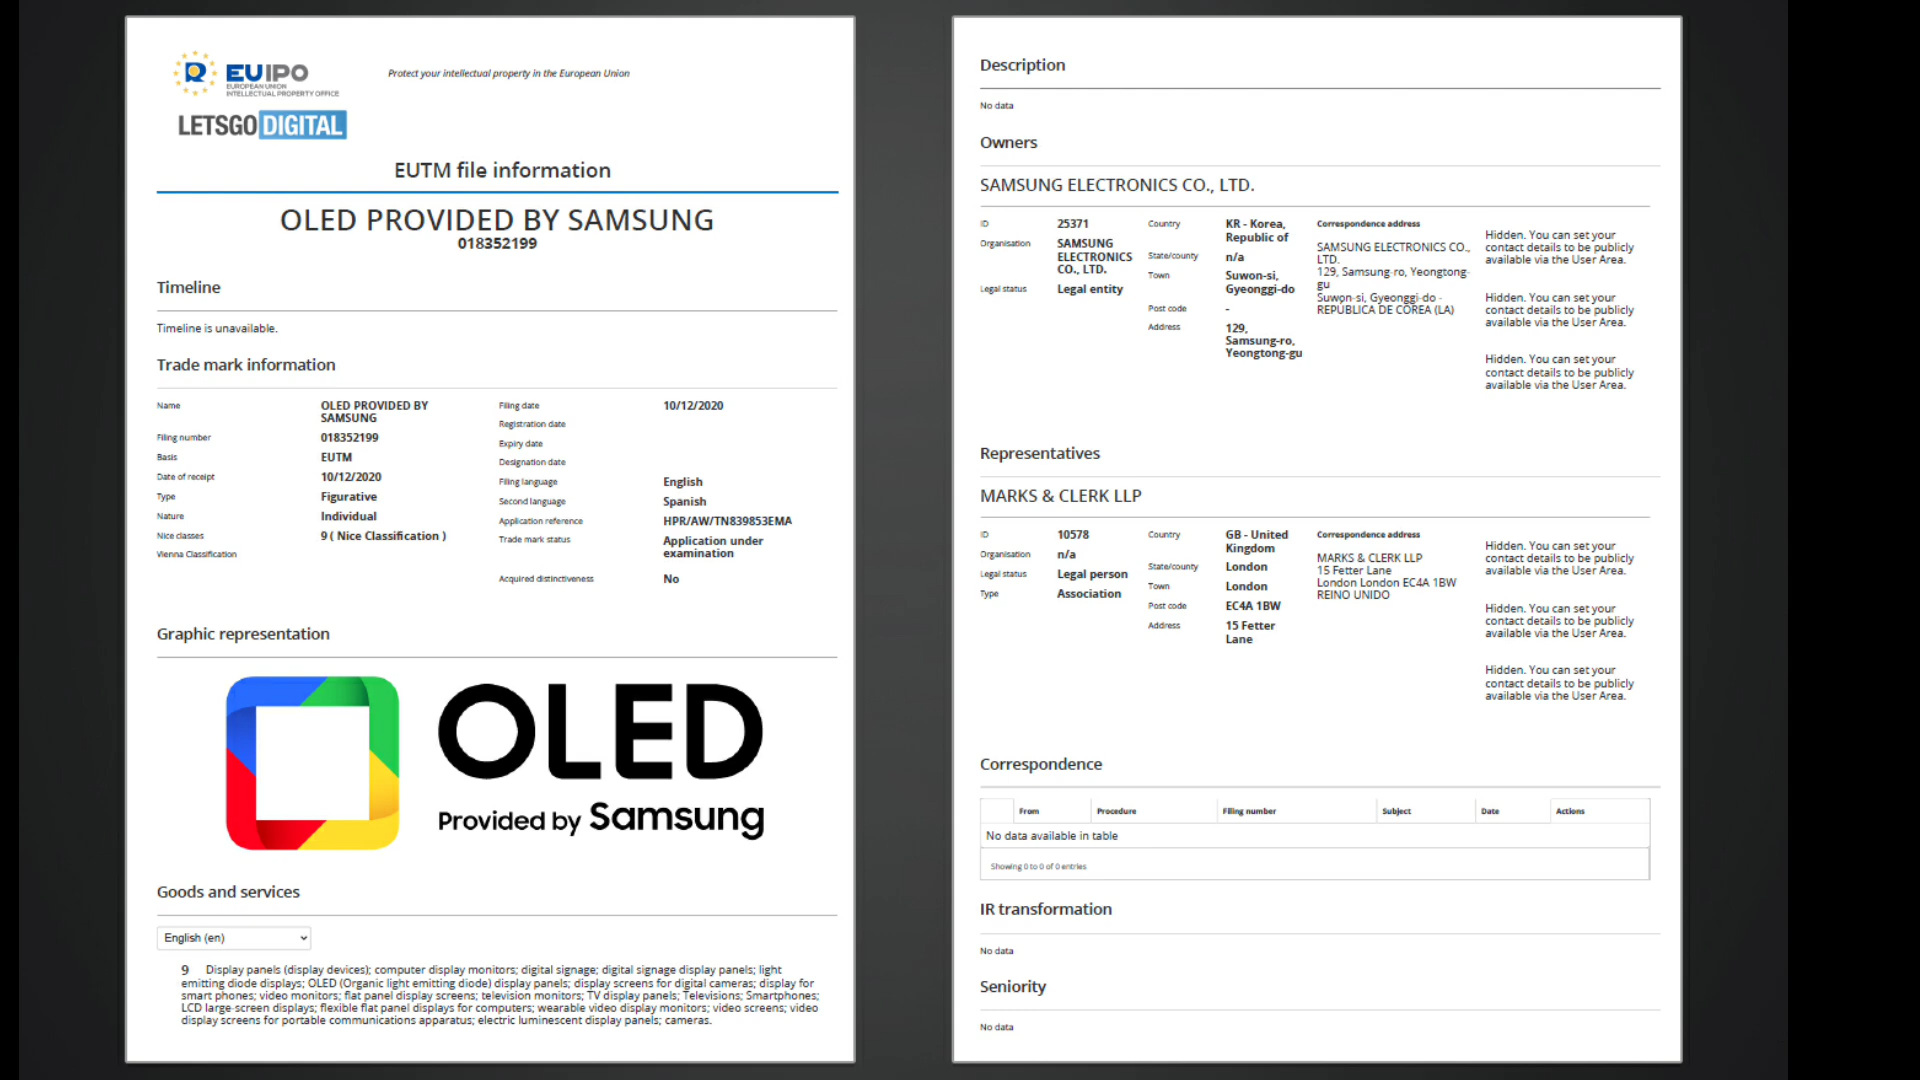 EUIPO
EUROPEAN UNION
INTELLECTUAL PROPERTY OFFICE
Protect your intellectual property in the European Union
LETSGODIGITAL
EUTM file information
OLED PROVIDED BY SAMSUNG
018352199
Timeline
Timeline is unavailable.
Trade mark information
Name OLED PROVIDED BY
SAMSUNG
Filing number 018352199
Basis EUTM
Date of receipt 10/12/2020
Type Figurative
Nature Individual
Nice classes 9 ( Nice Classification )
Vienna Classification
Filing date 10/12/2020
Registration date
Expiry date
Designation date
Filing language English
Second language Spanish
Application reference HPR/AW/TN839853EMA
Trade mark status Application under
examination
Acquired distinctiveness No
Graphic representation
OLED
Provided by Samsung
Goods and services
English (en)
9 Display panels (display devices); computer display monitors; digital signage; digital signage display panels; light
emitting diode displays; OLED (Organic light emitting diode) display panels; display screens for digital cameras; display for
smart phones; video monitors; flat panel display screens; television monitors; TV display panels; Televisions; Smartphones;
LCD large-screen displays; flexible flat panel displays for computers; wearable video display monitors; video screens; video
display screens for portable communications apparatus; electric luminescent display panels; cameras.
Description
No data
Owners
SAMSUNG ELECTRONICS CO., LTD.
ID 25371
Organisation SAMSUNG
ELECTRONICS
CO., LTD.
Legal status Legal entity
Country KR - Korea,
Republic of
State/county n/a
Town Suwon-si,
Gyeonggi-do
Post code -
Address 129,
Samsung-ro,
Yeongtong-gu
Correspondence address
SAMSUNG ELECTRONICS CO.,
LTD.
129, Samsung-ro, Yeongtong-
gu
Suwon-si, Gyeonggi-do -
REPUBLICA DE COREA (LA)
Hidden. You can set your
contact details to be publicly
available via the User Area.
Hidden. You can set your
contact details to be publicly
available via the User Area.
Hidden. You can set your
contact details to be publicly
available via the User Area.
Representatives
MARKS & CLERK LLP
ID 10578
Organisation n/a
Legal status Legal person
Type Association
Country GB - United
Kingdom
State/county London
Town London
Post code EC4A 1BW
Address 15 Fetter
Lane
Correspondence address
MARKS & CLERK LLP
15 Fetter Lane
London London EC4A 1BW
REINO UNIDO
Hidden. You can set your
contact details to be publicly
available via the User Area.
Hidden. You can set your
contact details to be publicly
available via the User Area.
Hidden. You can set your
contact details to be publicly
available via the User Area.
Correspondence
From Procedure Filing number Subject Date Actions
No data available in table
Showing 0 to 0 of 0 entries
IR transformation
No data
Seniority
No data